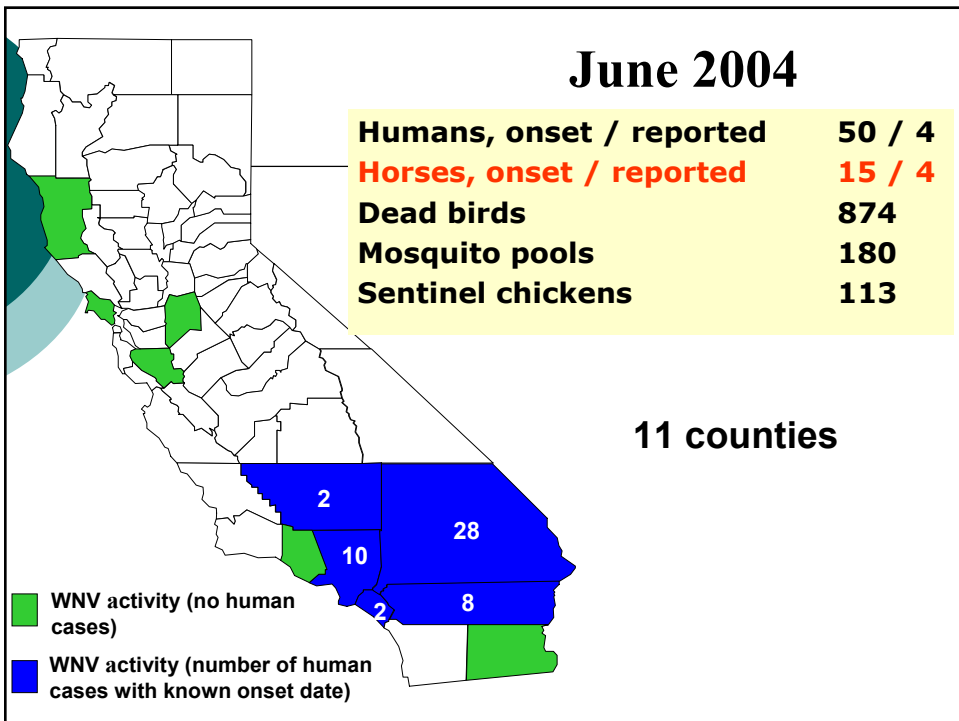 June 2004
Humans, onset / reported 50 / 4
Horses, onset / reported 15 / 4
Dead birds 874
Mosquito pools 180
Sentinel chickens 113
11 counties
2
28
10
8
2
WNV activity (no human
cases)
WNV activity (number of human
cases with known onset date)